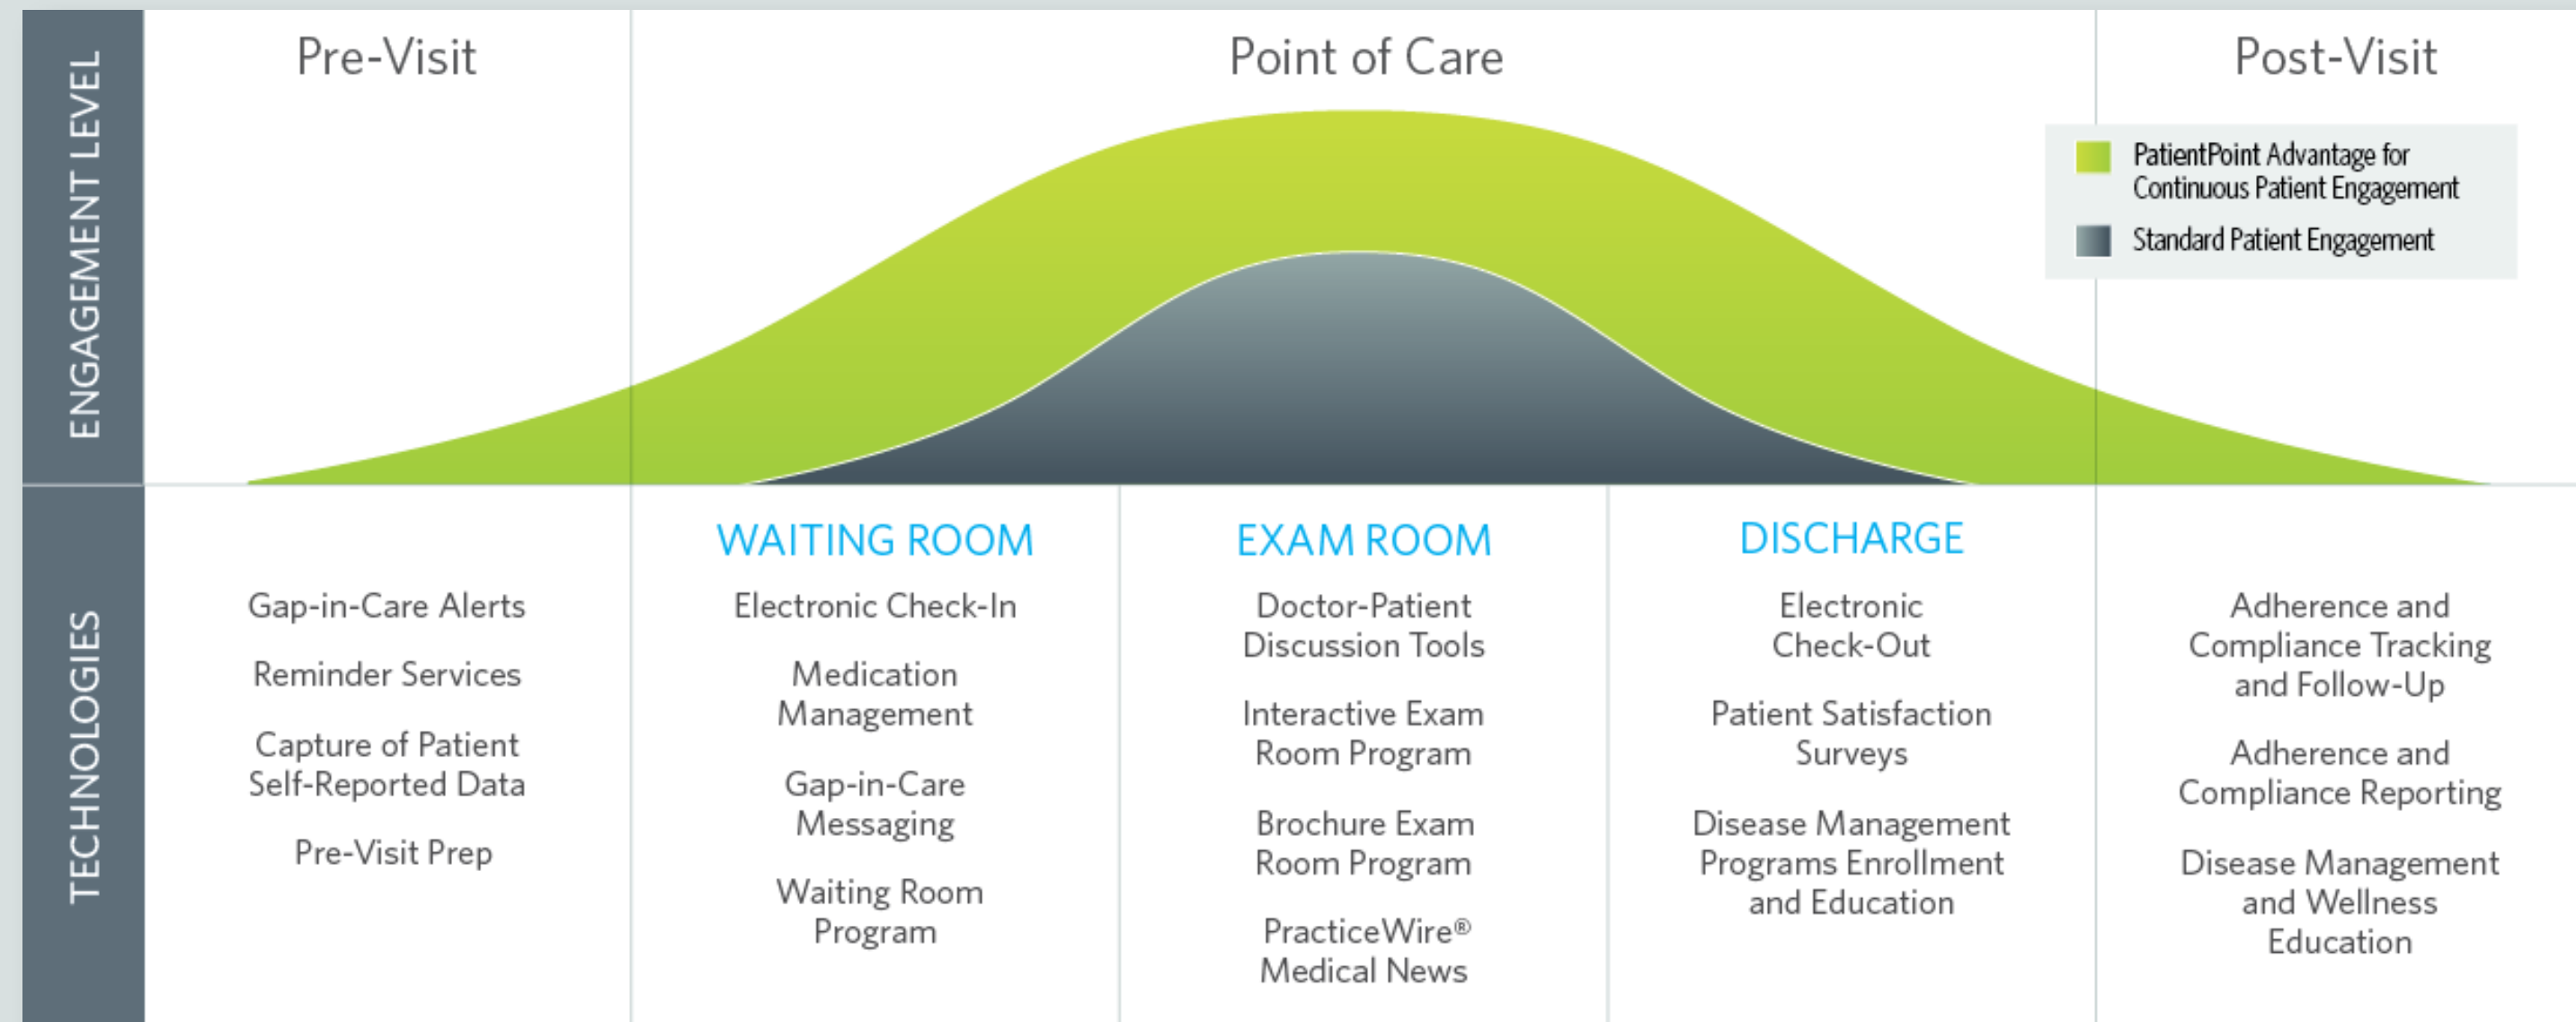 ENGAGEMENT LEVEL
Pre-Visit
Point of Care
Post-Visit
PatientPoint Advantage for
Continuous Patient Engagement
Standard Patient Engagement
TECHNOLOGIES
Gap-in-Care Alerts
Reminder Services
Capture of Patient
Self-Reported Data
Pre-Visit Prep
WAITING ROOM
Electronic Check-In
Medication
Management
Gap-in-Care
Messaging
Waiting Room
Program
EXAM ROOM
Doctor-Patient
Discussion Tools
Interactive Exam
Room Program
Brochure Exam
Room Program
PracticeWire®
Medical News
DISCHARGE
Electronic
Check-Out
Patient Satisfaction
Surveys
Disease Management
Programs Enrollment
and Education
Adherence and
Compliance Tracking
and Follow-Up
Adherence and
Compliance Reporting
Disease Management
and Wellness
Education